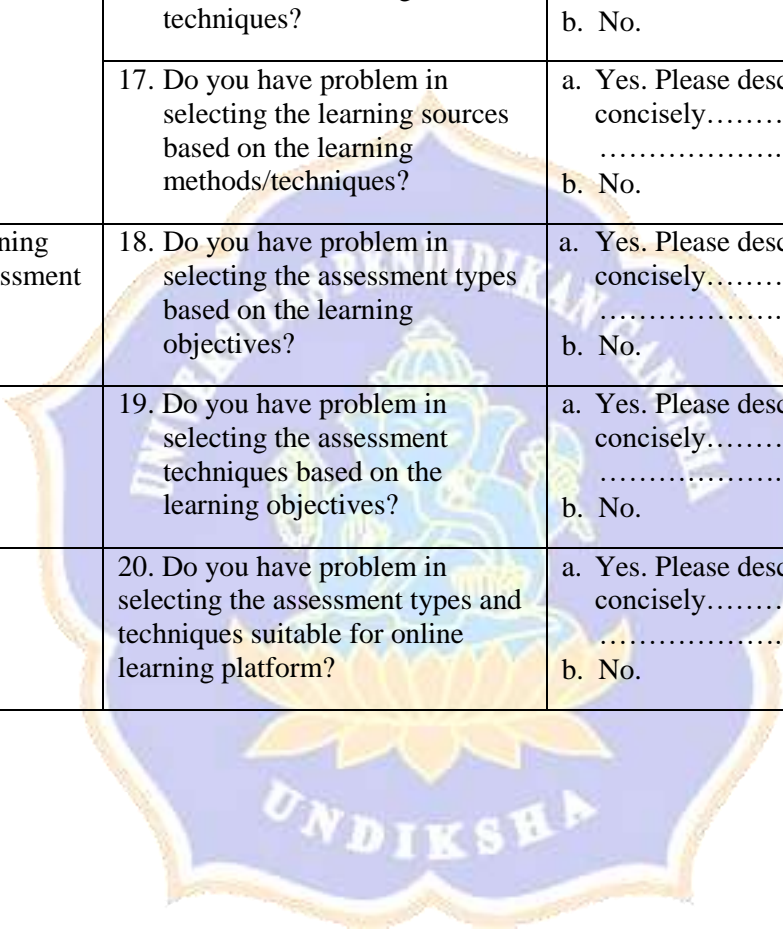 techniques?
b. No.
17. Do you have problem in
selecting the learning sources
based on the learning
methods/techniques?
a. Yes. Please desc
concisely………
………………….
b. No.
ning
ssment
18. Do you have problem in
selecting the assessment types
based on the learning
objectives?
a. Yes. Please desc
concisely………
………………….
b. No.
19. Do you have problem in
selecting the assessment
techniques based on the
learning objectives?
a. Yes. Please desc
concisely………
………………….
b. No.
20. Do you have problem in
selecting the assessment types and
techniques suitable for online
learning platform?
a. Yes. Please desc
concisely………
………………….
b. No.
UNIVERSITAS PENDIDIKAN GANESHA
UNDIKSHA